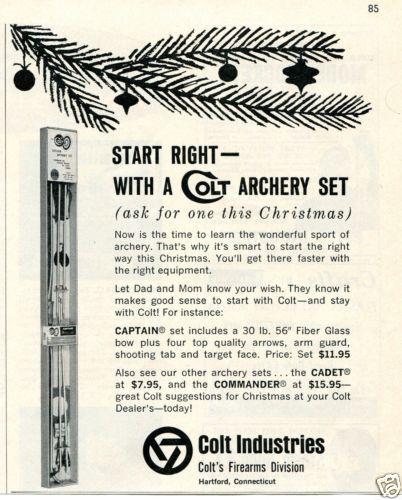 85
START RIGHT—
WITH A COLT ARCHERY SET
(ask for one this Christmas)
Now is the time to learn the wonderful sport of
archery. That's why it's smart to start the right
way this Christmas. You'll get there faster with
the right equipment.
Let Dad and Mom know your wish. They know it
makes good sense to start with Colt—and stay
with Colt! For instance:
CAPTAIN® set includes a 30 lb. 56" Fiber Glass
bow plus four top quality arrows, arm guard,
shooting tab and target face. Price: Set $11.95
Also see our other archery sets . . . the CADET®
at $7.95, and the COMMANDER® at $15.95—
great Colt suggestions for Christmas at your Colt
Dealer's—today!
Colt Industries
Colt's Firearms Division
Hartford, Connecticut